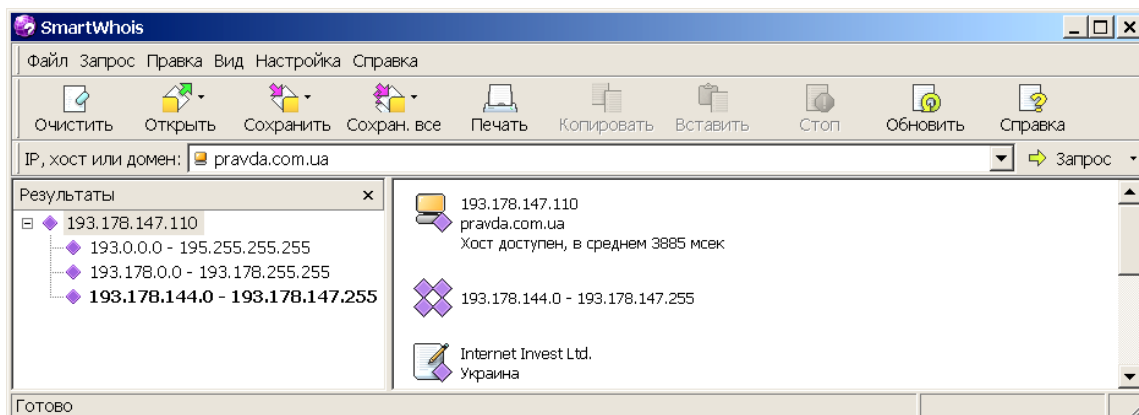 SmartWhois
Файл Запрос Правка Вид Настройка Справка
Очистить Открыть Сохранить Сохран. все Печать Копировать Вставить Стоп Обновить Справка
IP, хост или домен: pravda.com.ua Запрос
Результаты
193.178.147.110
193.0.0.0 - 195.255.255.255
193.178.0.0 - 193.178.255.255
193.178.144.0 - 193.178.147.255
193.178.147.110
pravda.com.ua
Хост доступен, в среднем 3885 мсек
193.178.144.0 - 193.178.147.255
Internet Invest Ltd.
Украина
Готово